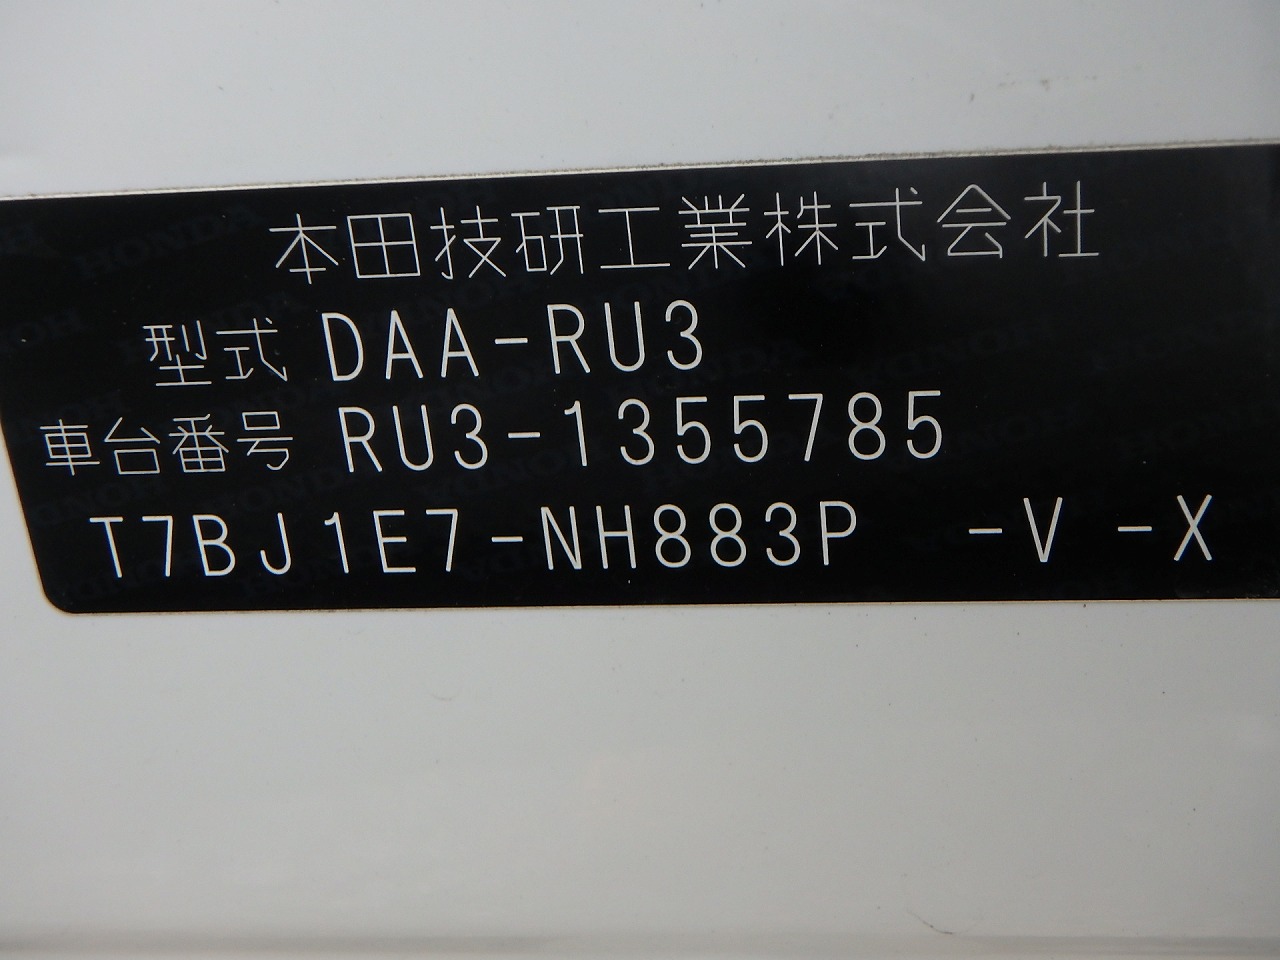 本田技研工業株式会社
型式 DAA-RU3
車台番号 RU3-1355785
T7BJ1E7-NH883P -V -X